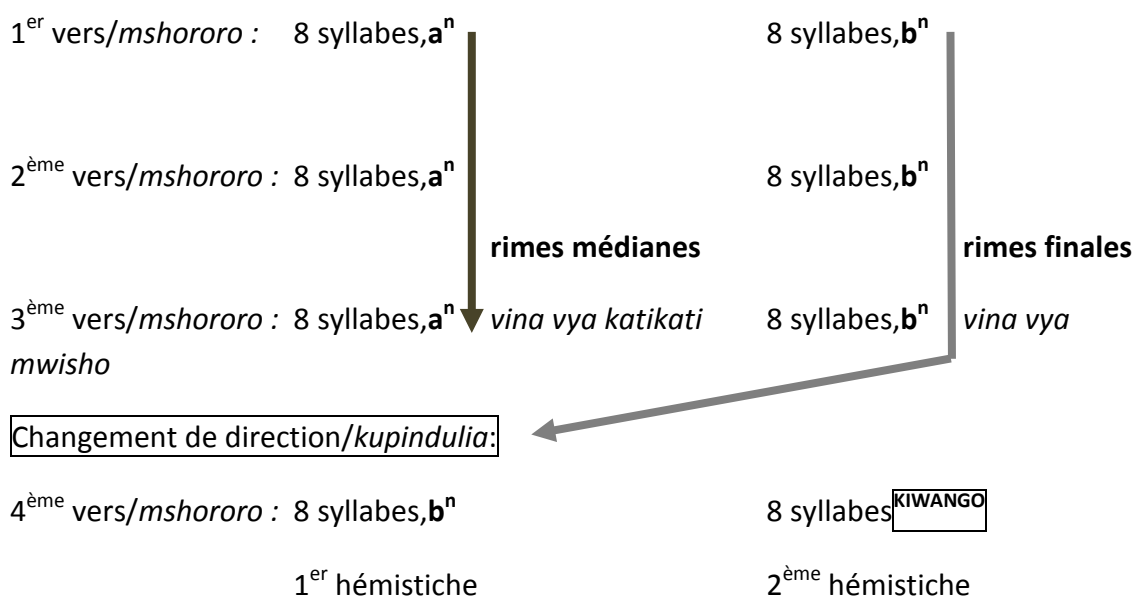 1er vers/mshororo : 8 syllabes,aⁿ 8 syllabes,bⁿ
2ème vers/mshororo : 8 syllabes,aⁿ 8 syllabes,bⁿ
rimes médianes rimes finales
3ème vers/mshororo : 8 syllabes,aⁿ vina vya katikati 8 syllabes,bⁿ vina vya
mwisho
Changement de direction/kupindulia:
4ème vers/mshororo : 8 syllabes,bⁿ 8 syllabes KIWANGO
1er hémistiche 2ème hémistiche